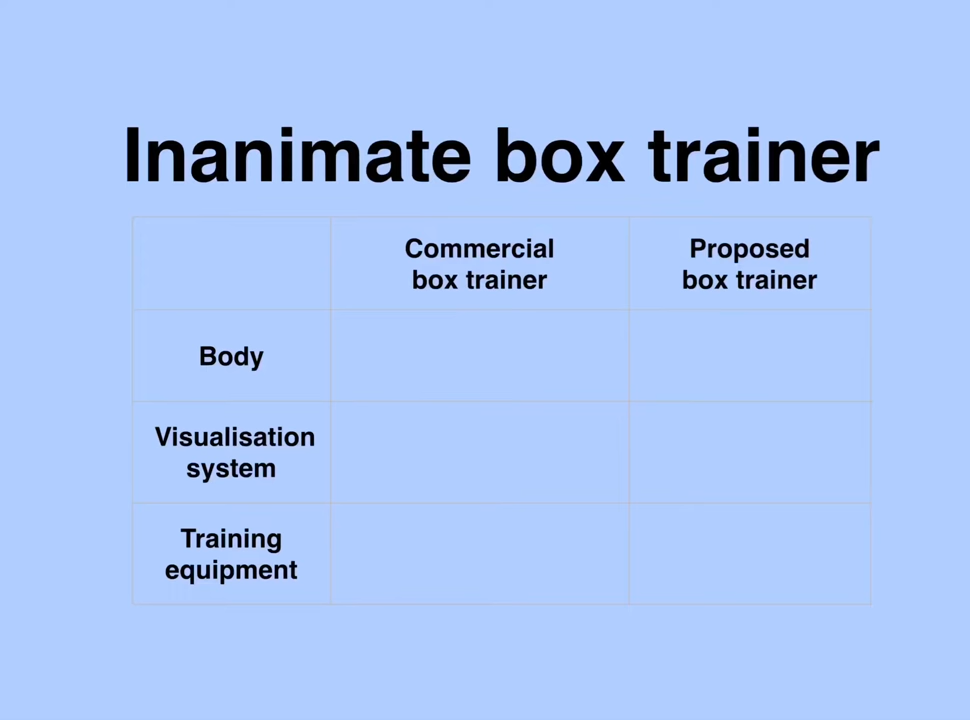 Inanimate box trainer
Commercial
box trainer
Proposed
box trainer
Body
Visualisation
system
Training
equipment